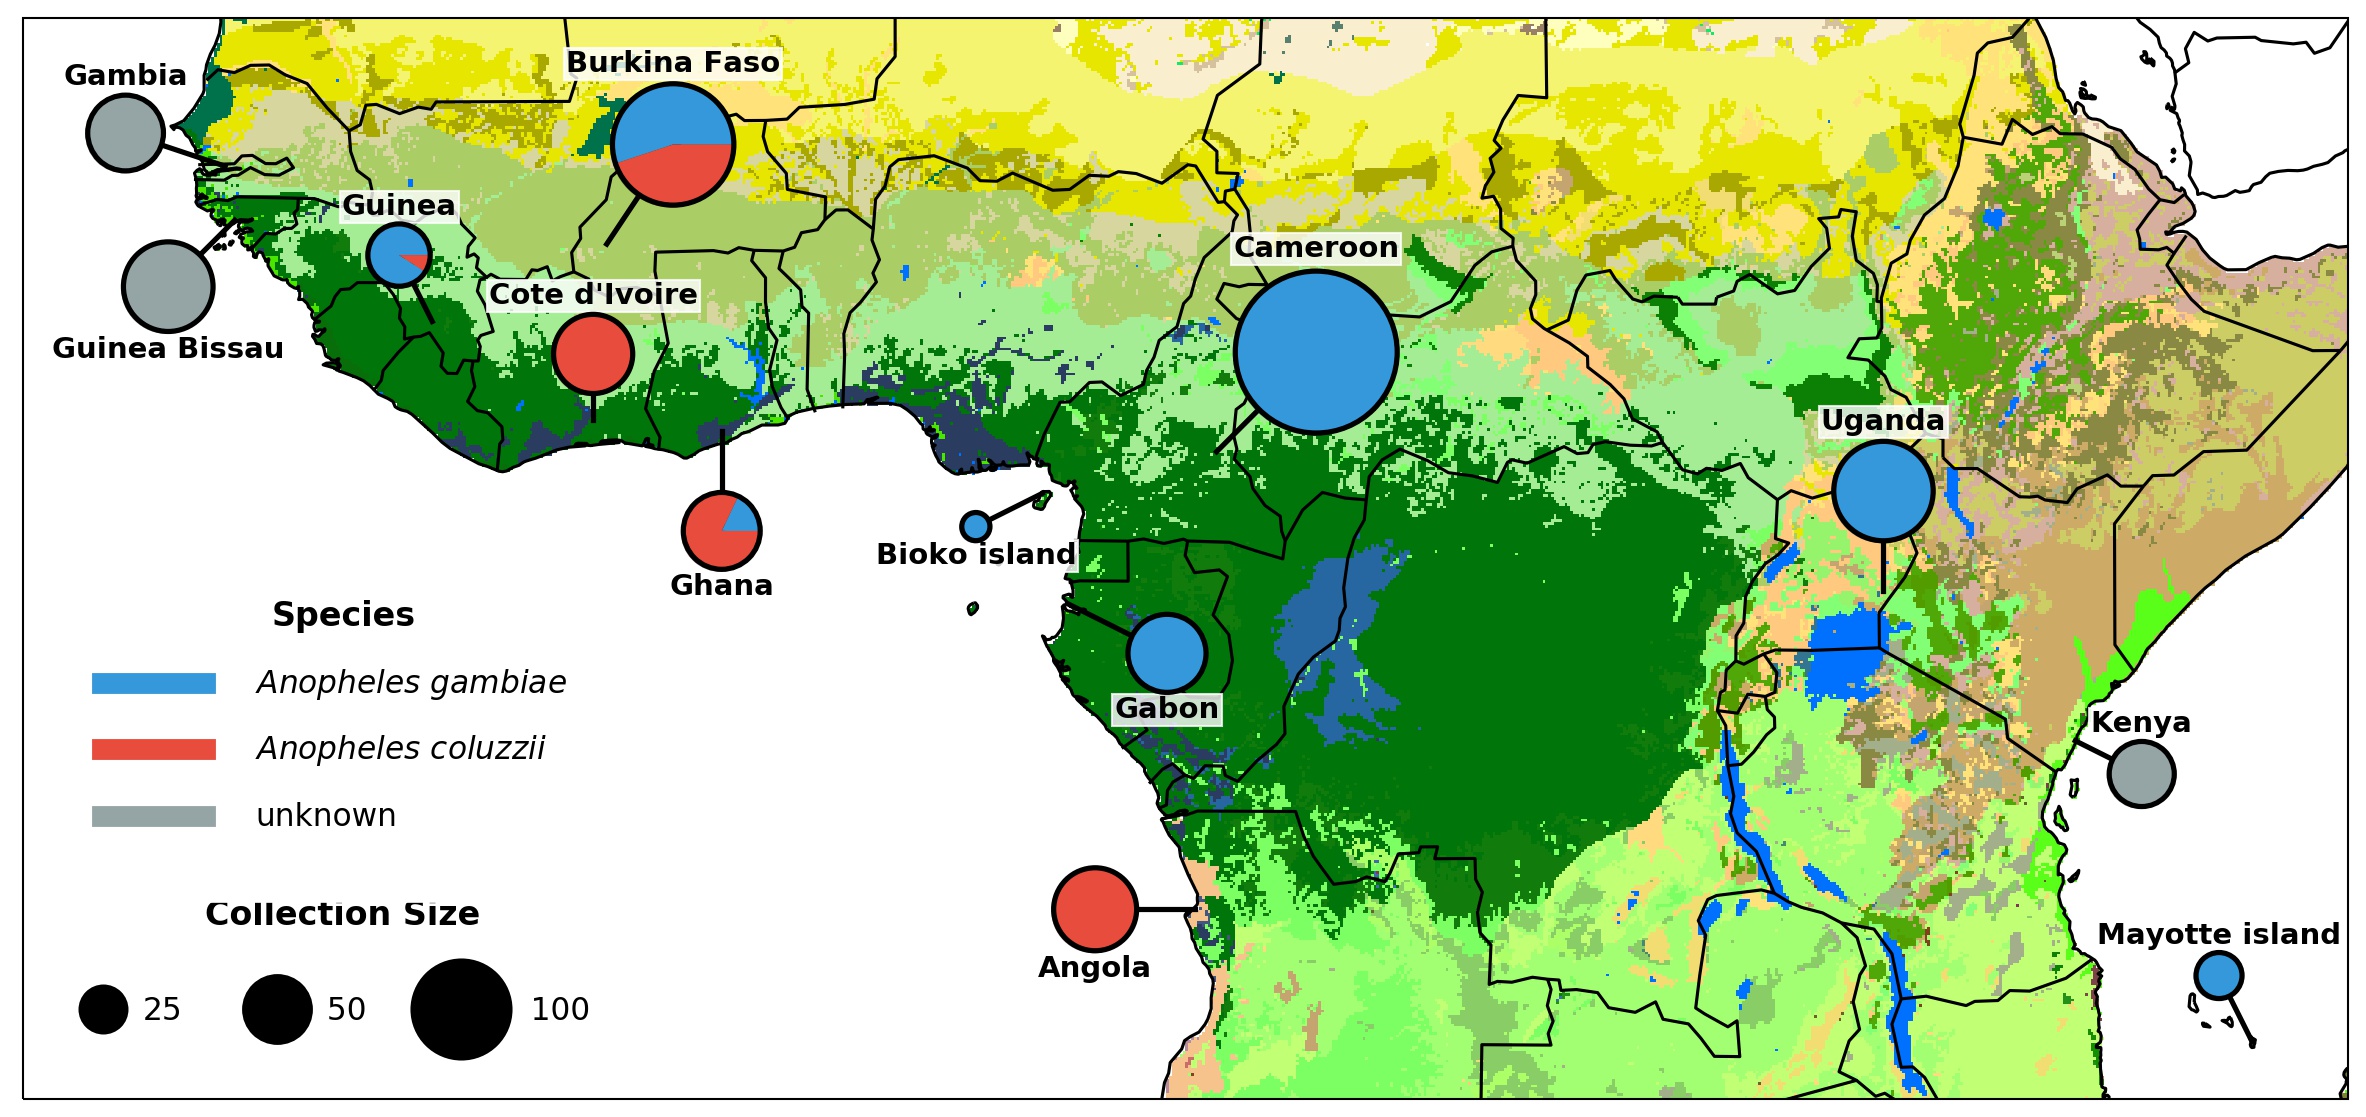 Burkina Faso
Gambia
Guinea
Cameroon
Cote d'Ivoire
Guinea Bissau
Uganda
Bioko island
Ghana
Species
Anopheles gambiae
Gabon
Kenya
Anopheles coluzzii
unknown
Collection Size
Mayotte island
Angola
25 50 100